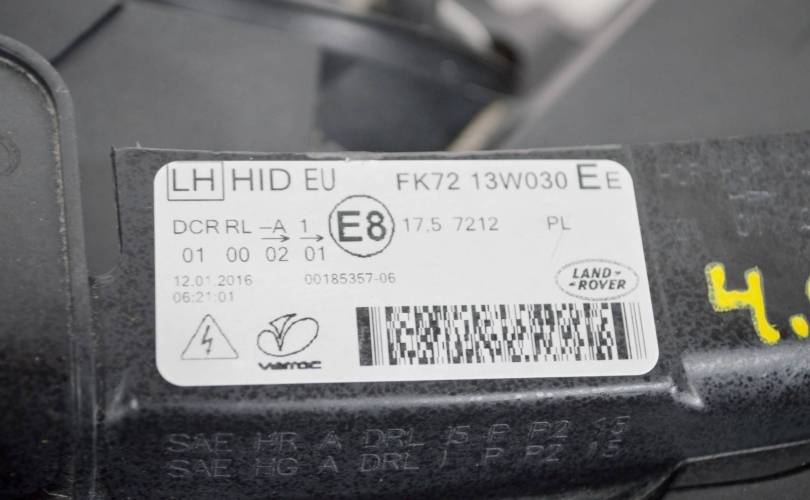 LH HID EU FK72 13W030 E E
DCR RL -A 1 E8 17.5 7212 PL
01 00 02 01
12.01.2016 00185357-06
06:21:01
LAND
ROVER
varroc
SAE HR A DRL I5 P P2 15
SAE HG A DRL I P P2 15
4.